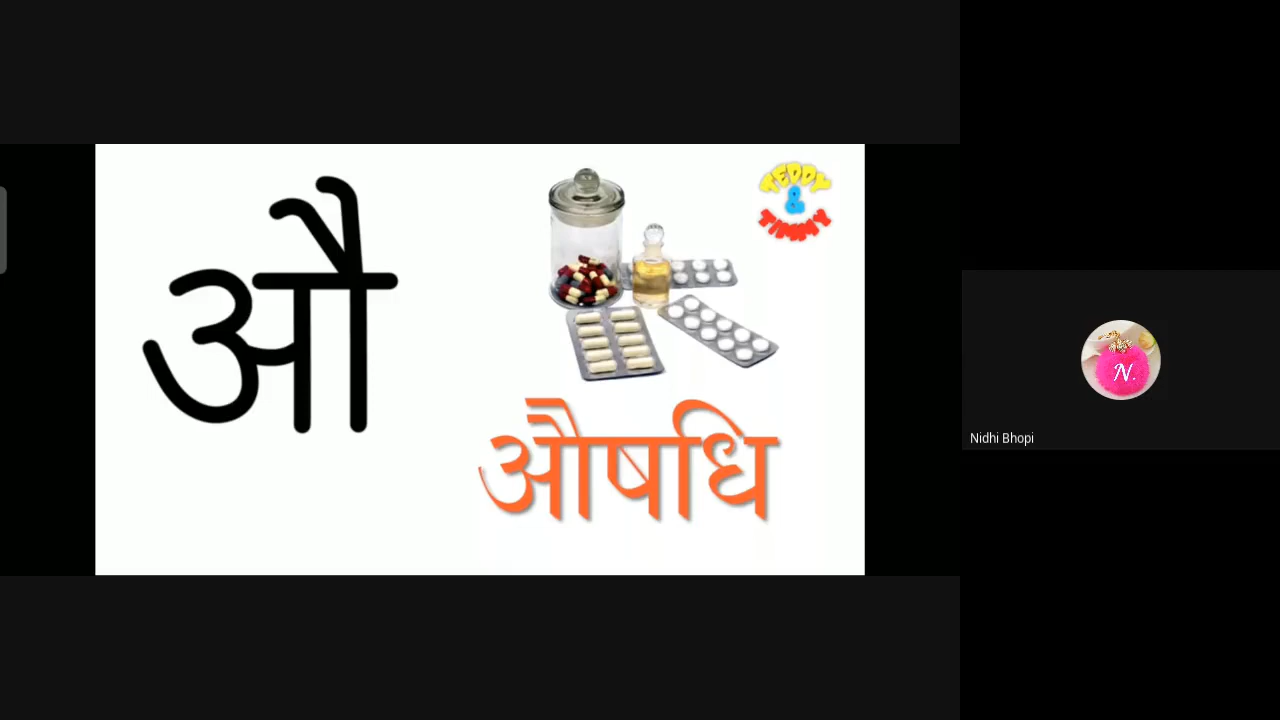 औ
TEDDY
&
TIMMY
औषधि
N.
Nidhi Bhopi